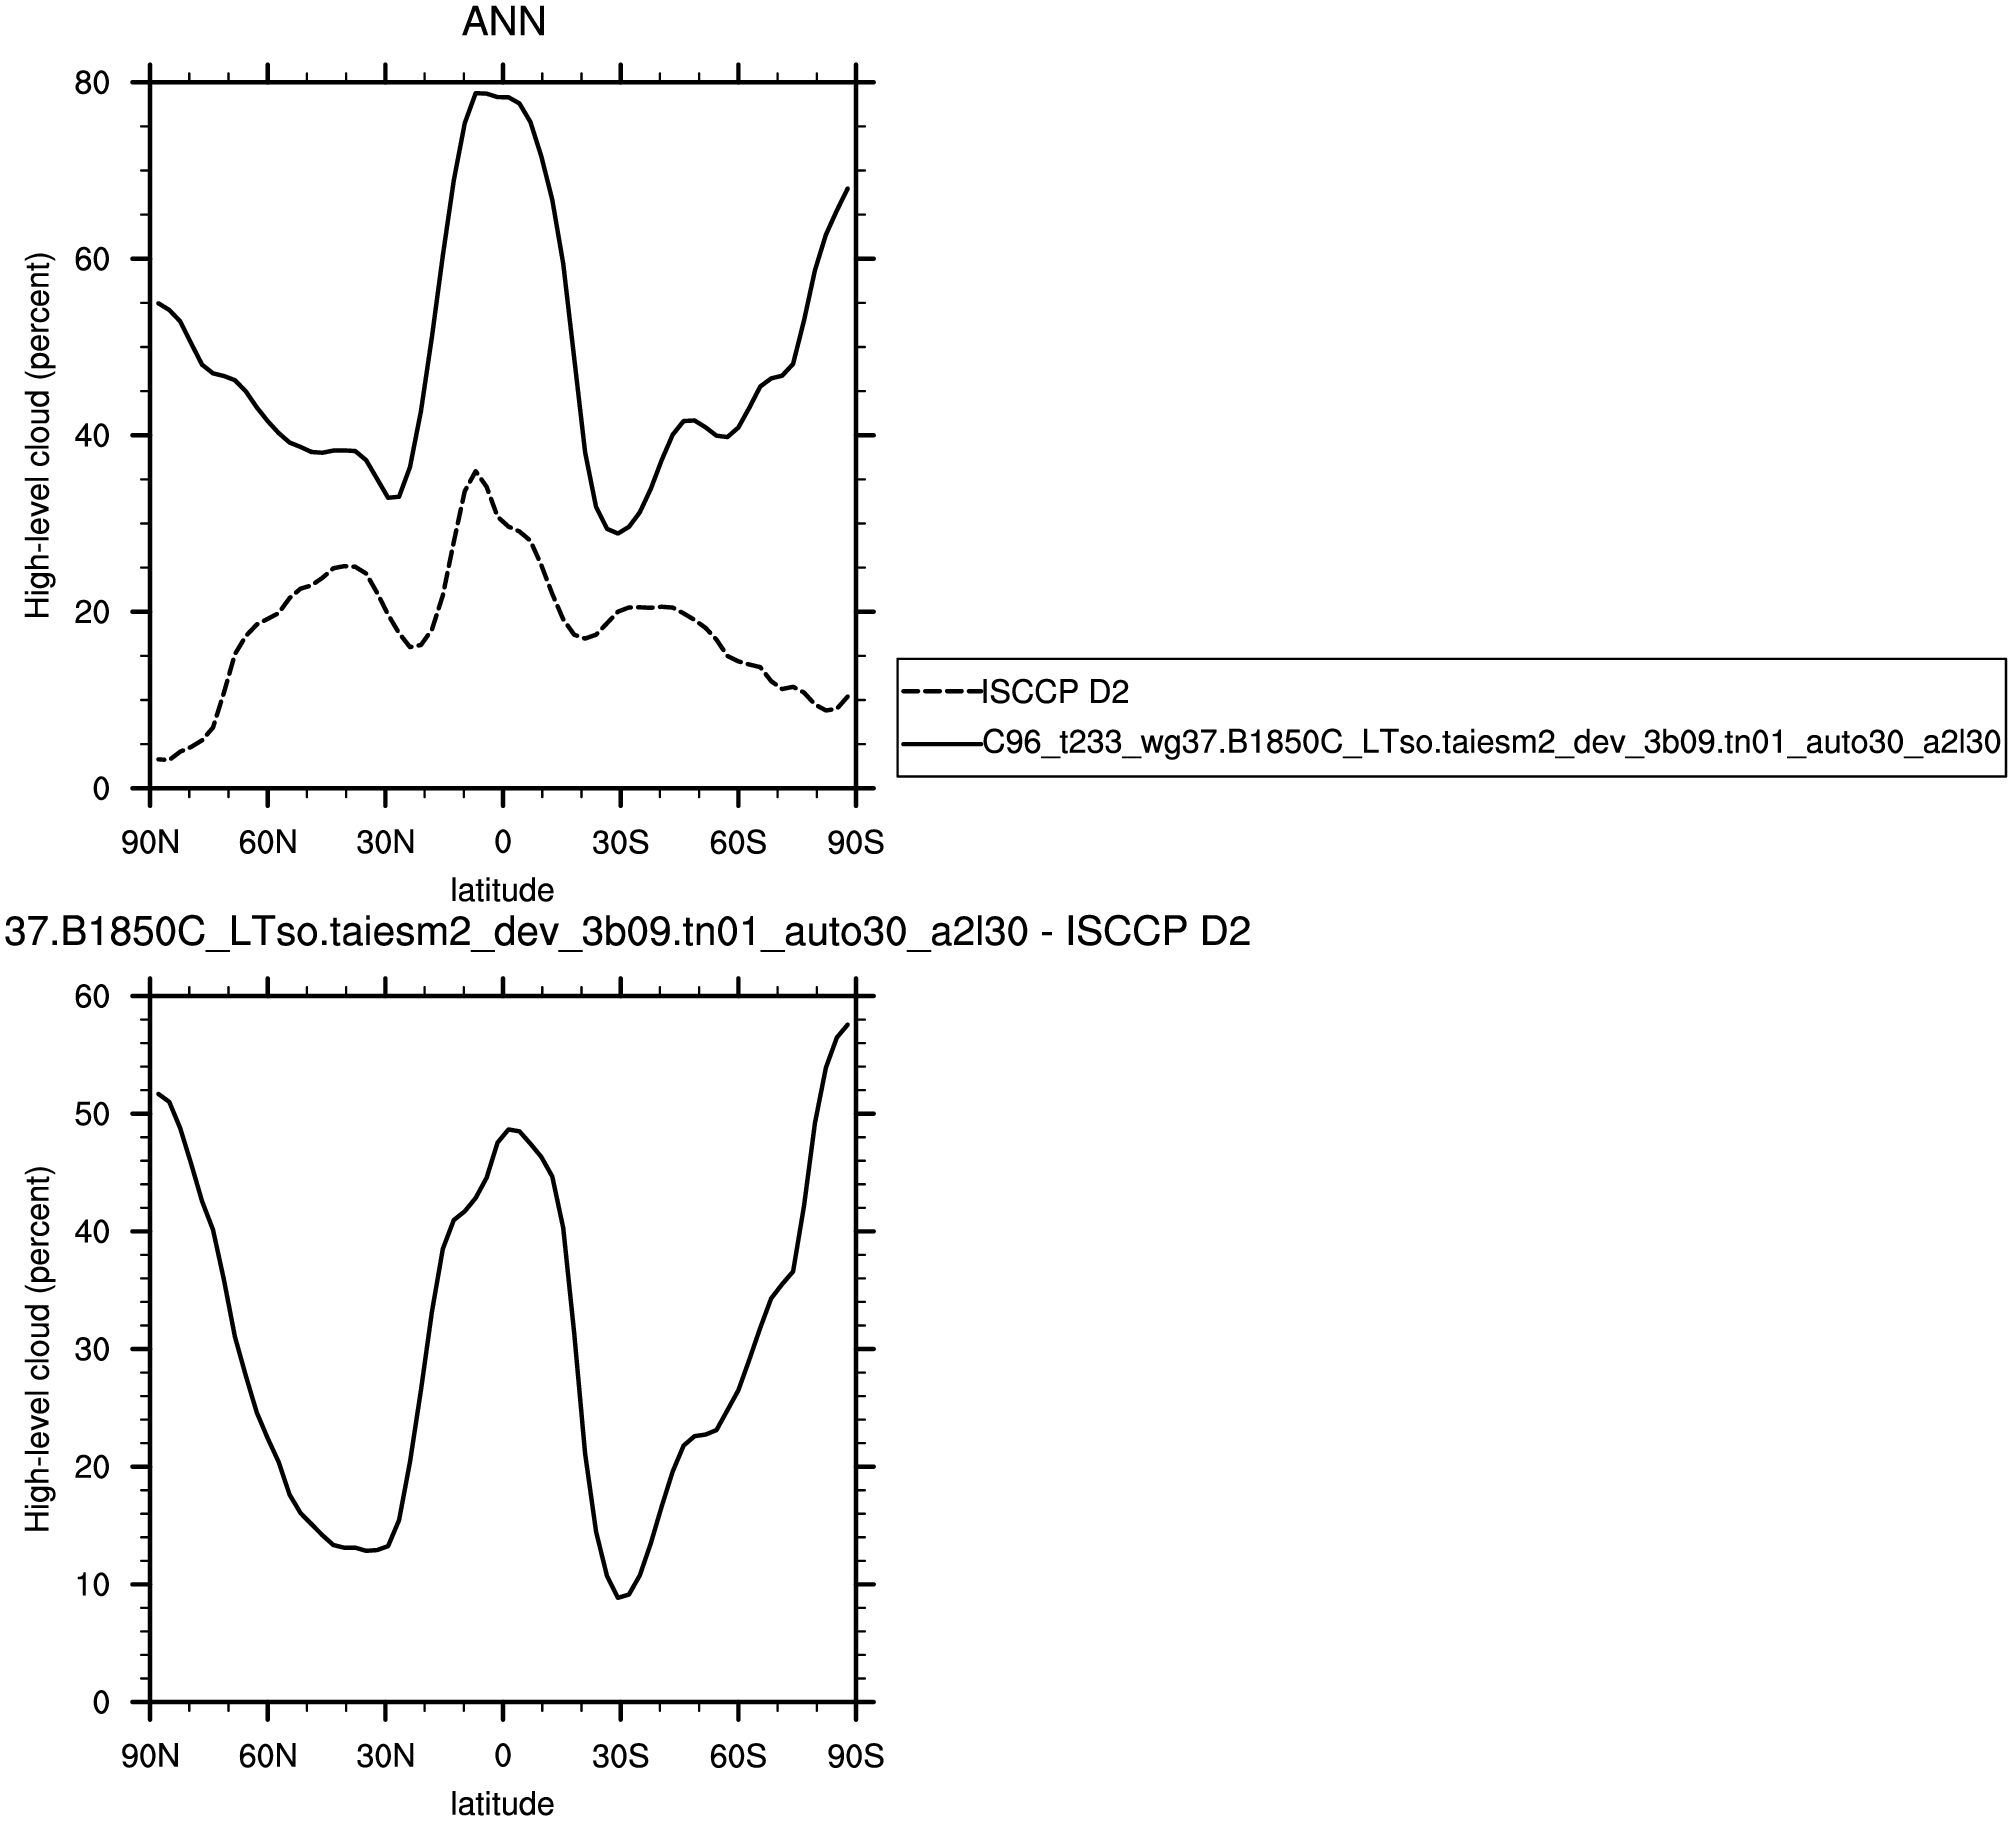 ANN
80
60
40
20
0
High-level cloud (percent)
90N 60N 30N 0 30S 60S 90S
latitude
ISCCP D2
C96_t233_wg37.B1850C_LTso.taiesm2_dev_3b09.tn01_auto30_a2l30
37.B1850C_LTso.taiesm2_dev_3b09.tn01_auto30_a2l30 - ISCCP D2
60
50
40
30
20
10
0
High-level cloud (percent)
90N 60N 30N 0 30S 60S 90S
latitude